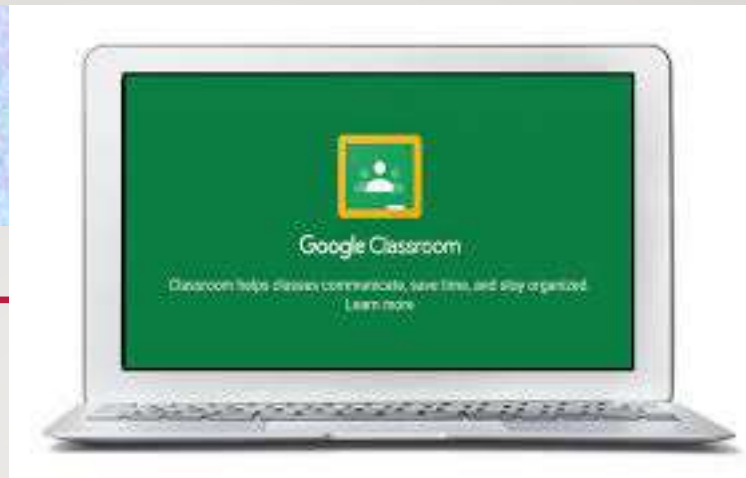 Google Classroom
Classroom helps classes communicate, save time, and stay organized.
Learn more